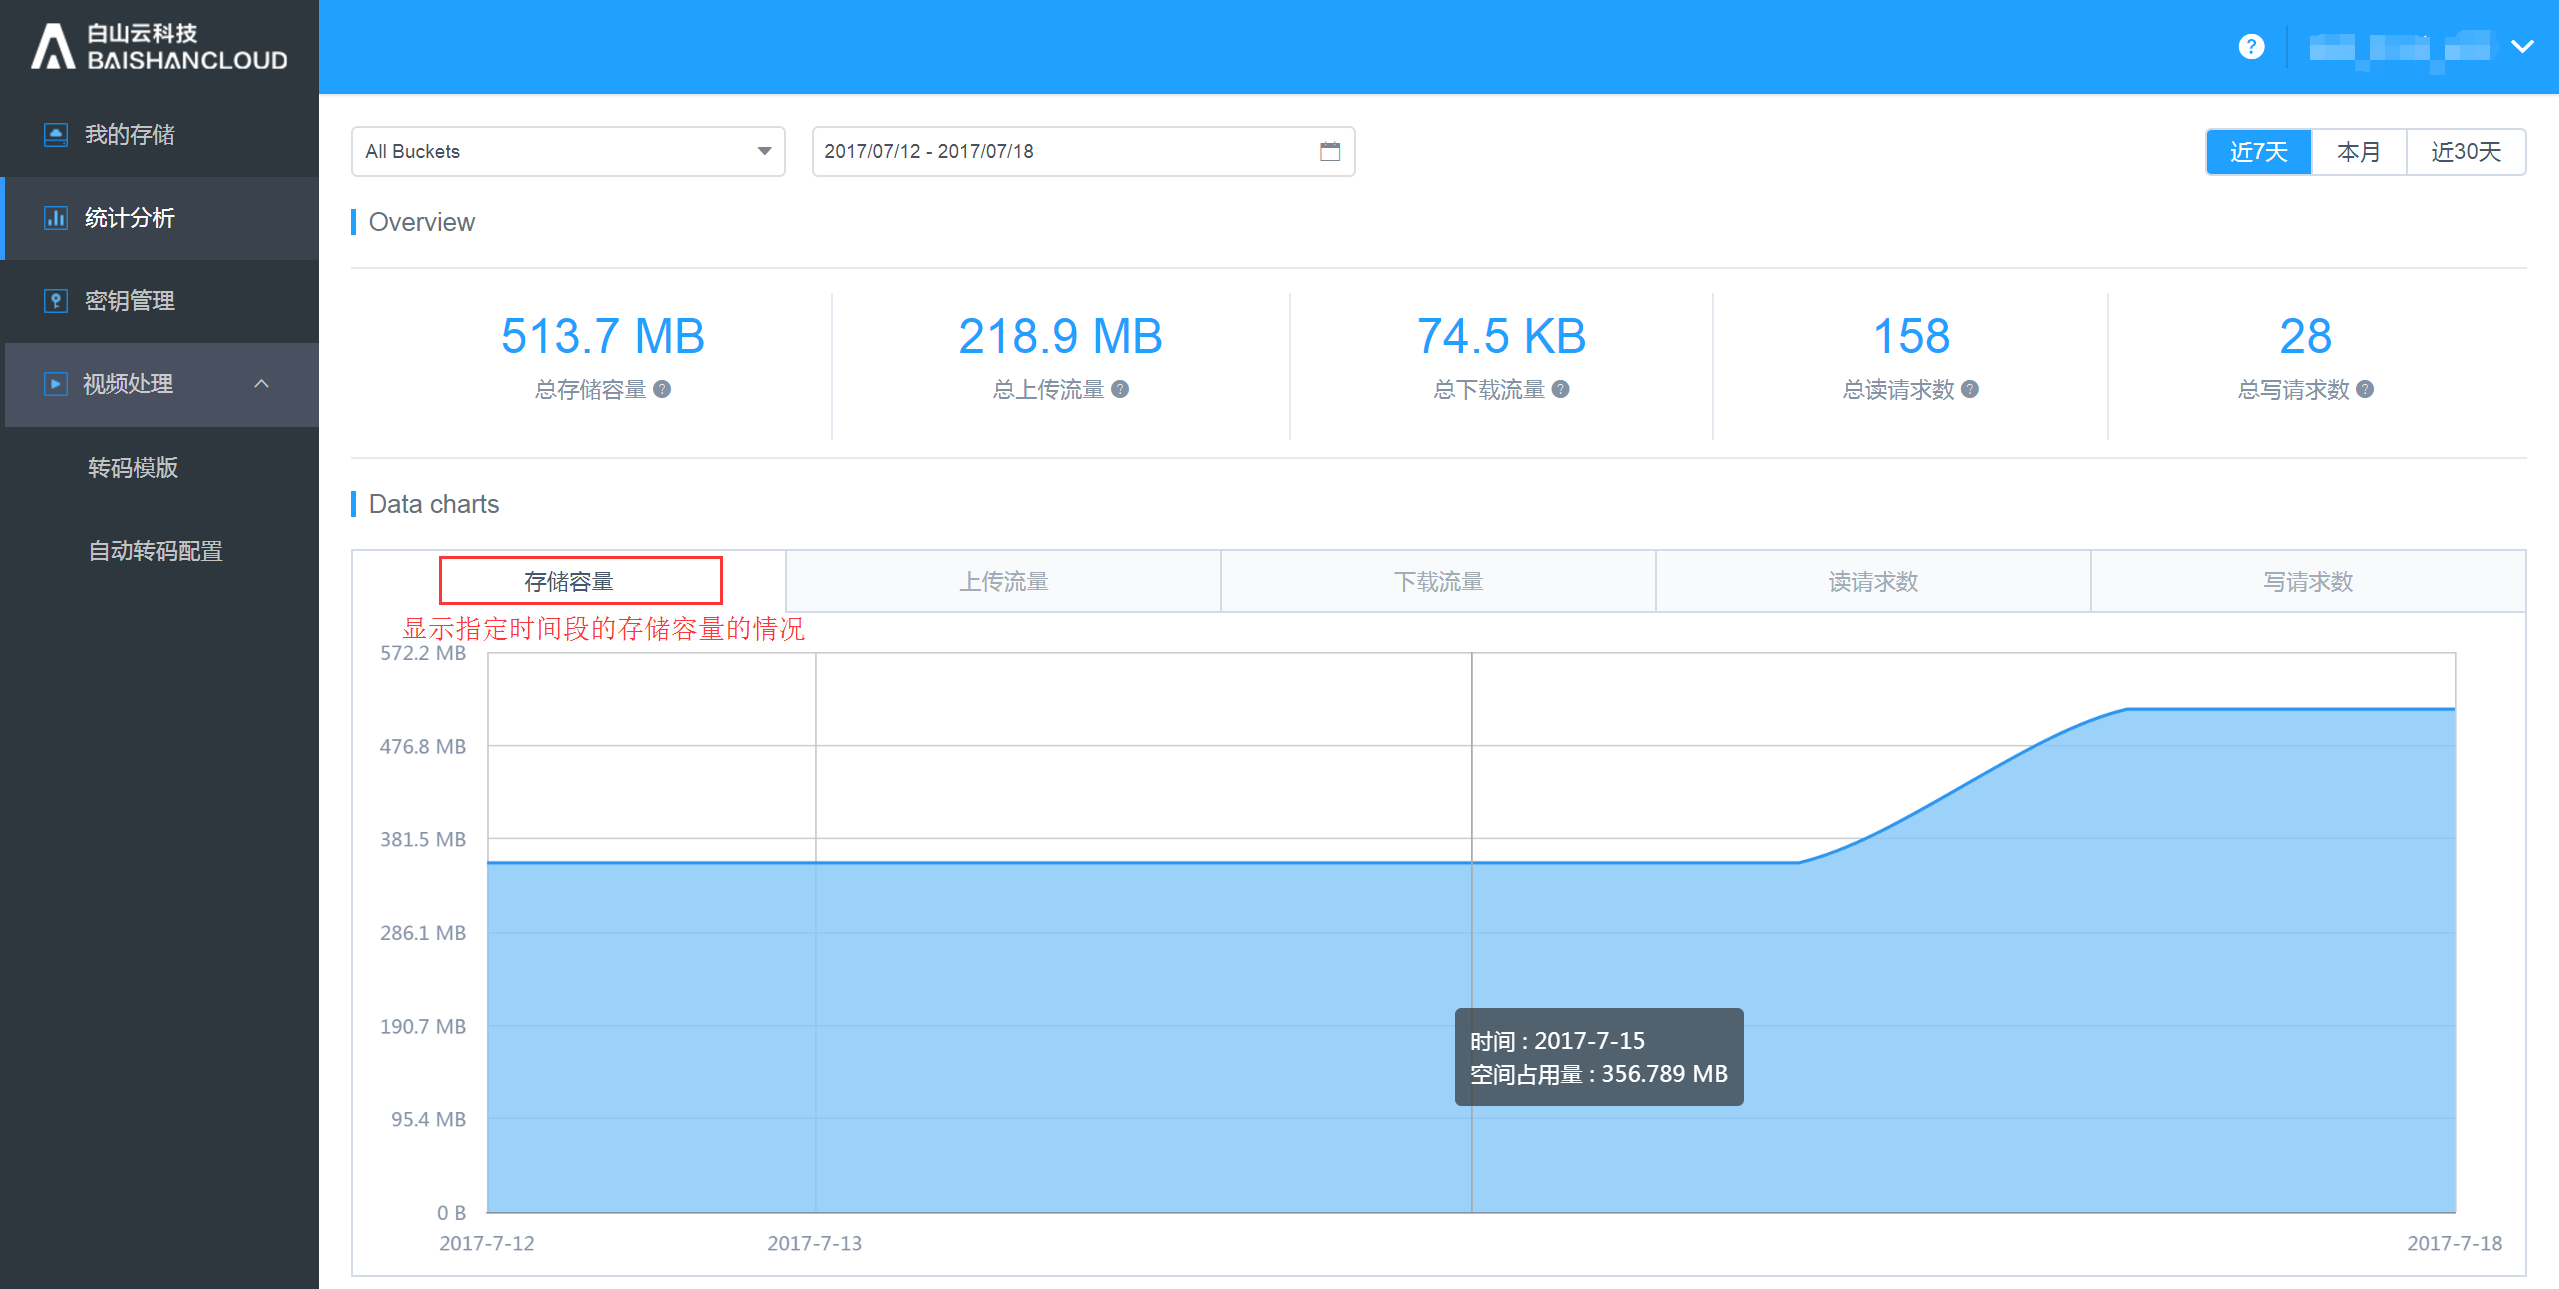 白山云科技
BAISHANCLOUD
我的存储
统计分析
密钥管理
视频处理
转码模版
自动转码配置
All Buckets
2017/07/12 - 2017/07/18
近7天
本月
近30天
Overview
513.7 MB
总存储容量
218.9 MB
总上传流量
74.5 KB
总下载流量
158
总读请求数
28
总写请求数
Data charts
存储容量
上传流量
下载流量
读请求数
写请求数
显示指定时间段的存储容量的情况
572.2 MB
476.8 MB
381.5 MB
286.1 MB
190.7 MB
95.4 MB
0 B
时间 : 2017-7-15
空间占用量 : 356.789 MB
2017-7-12
2017-7-13
2017-7-18